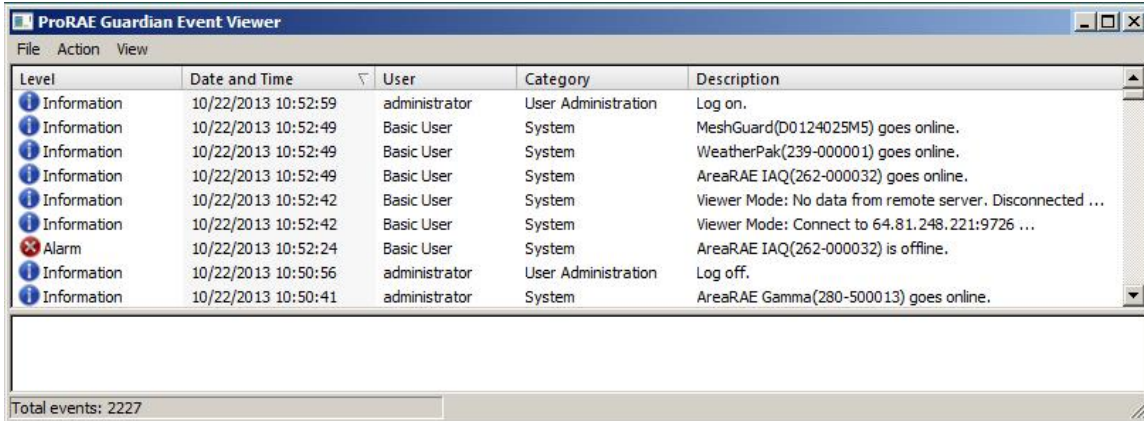 ProRAE Guardian Event Viewer
File Action View
Level Date and Time User Category Description
Information 10/22/2013 10:52:59 administrator User Administration Log on.
Information 10/22/2013 10:52:49 Basic User System MeshGuard(D0124025M5) goes online.
Information 10/22/2013 10:52:49 Basic User System WeatherPak(239-000001) goes online.
Information 10/22/2013 10:52:49 Basic User System AreaRAE IAQ(262-000032) goes online.
Information 10/22/2013 10:52:42 Basic User System Viewer Mode: No data from remote server. Disconnected ...
Information 10/22/2013 10:52:42 Basic User System Viewer Mode: Connect to 64.81.248.221:9726 ...
Alarm 10/22/2013 10:52:24 Basic User System AreaRAE IAQ(262-000032) is offline.
Information 10/22/2013 10:50:56 administrator User Administration Log off.
Information 10/22/2013 10:50:41 administrator System AreaRAE Gamma(280-500013) goes online.
Total events: 2227